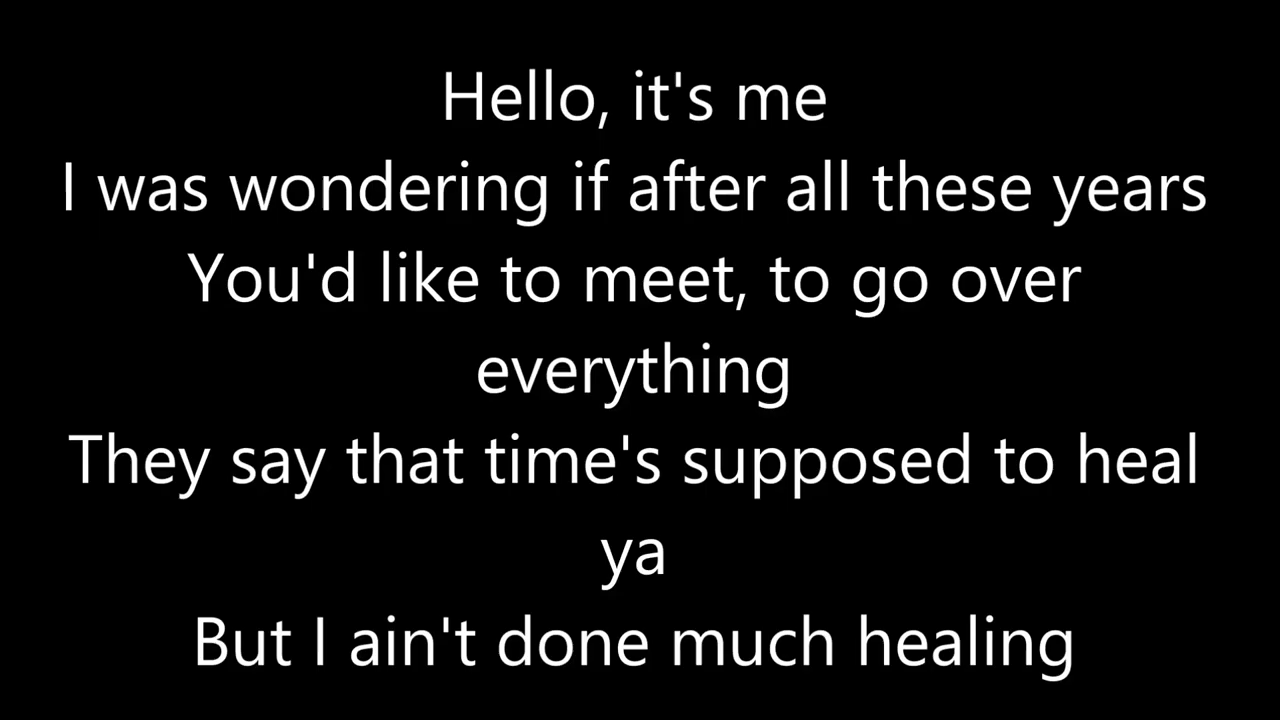 Hello, it's me
I was wondering if after all these years
You'd like to meet, to go over
everything
They say that time's supposed to heal
ya
But I ain't done much healing